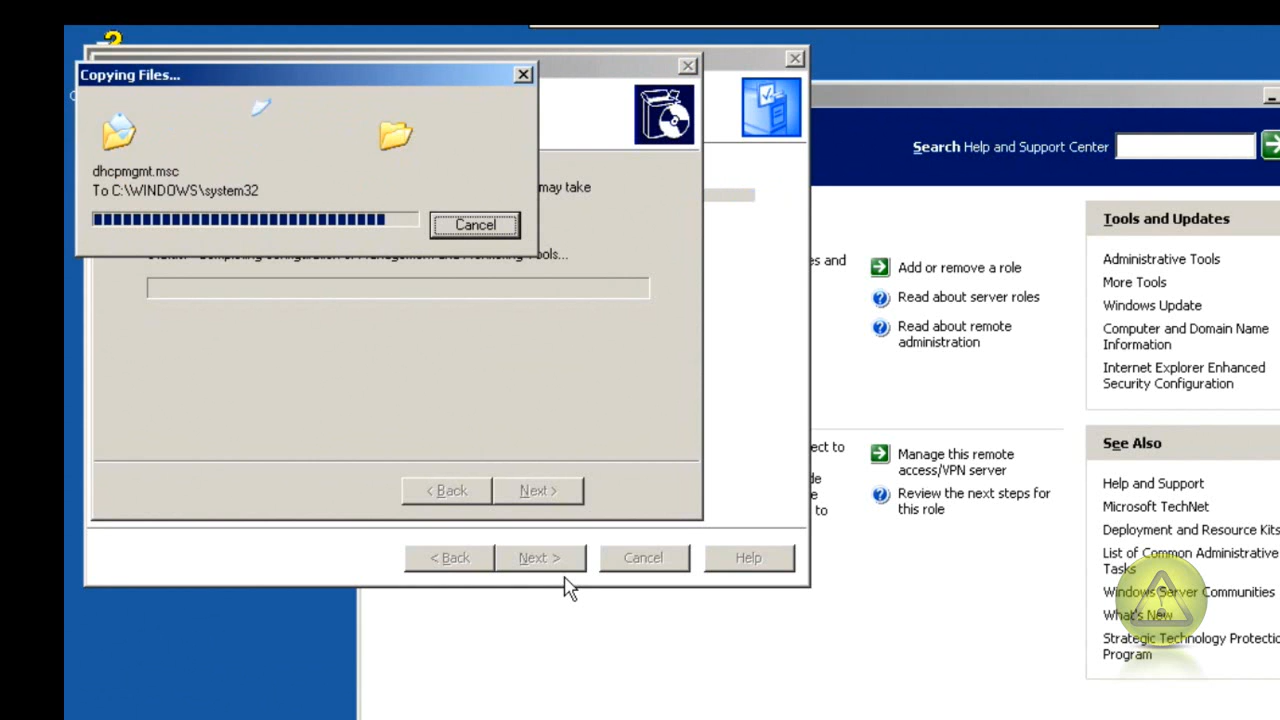 Copying Files...
dhcpmgmt.msc
To C:\WINDOWS\system32
Cancel
may take
ools...
< Back
Next >
< Back
Next >
Cancel
Help
Search Help and Support Center
es and
Add or remove a role
Read about server roles
Read about remote
administration
ect to
Manage this remote
access/VPN server
Review the next steps for
this role
to
Tools and Updates
Administrative Tools
More Tools
Windows Update
Computer and Domain Name
Information
Internet Explorer Enhanced
Security Configuration
See Also
Help and Support
Microsoft TechNet
Deployment and Resource Kits
List of Common Administrative
Tasks
Windows Server Communities
What's New
Strategic Technology Protectio
Program